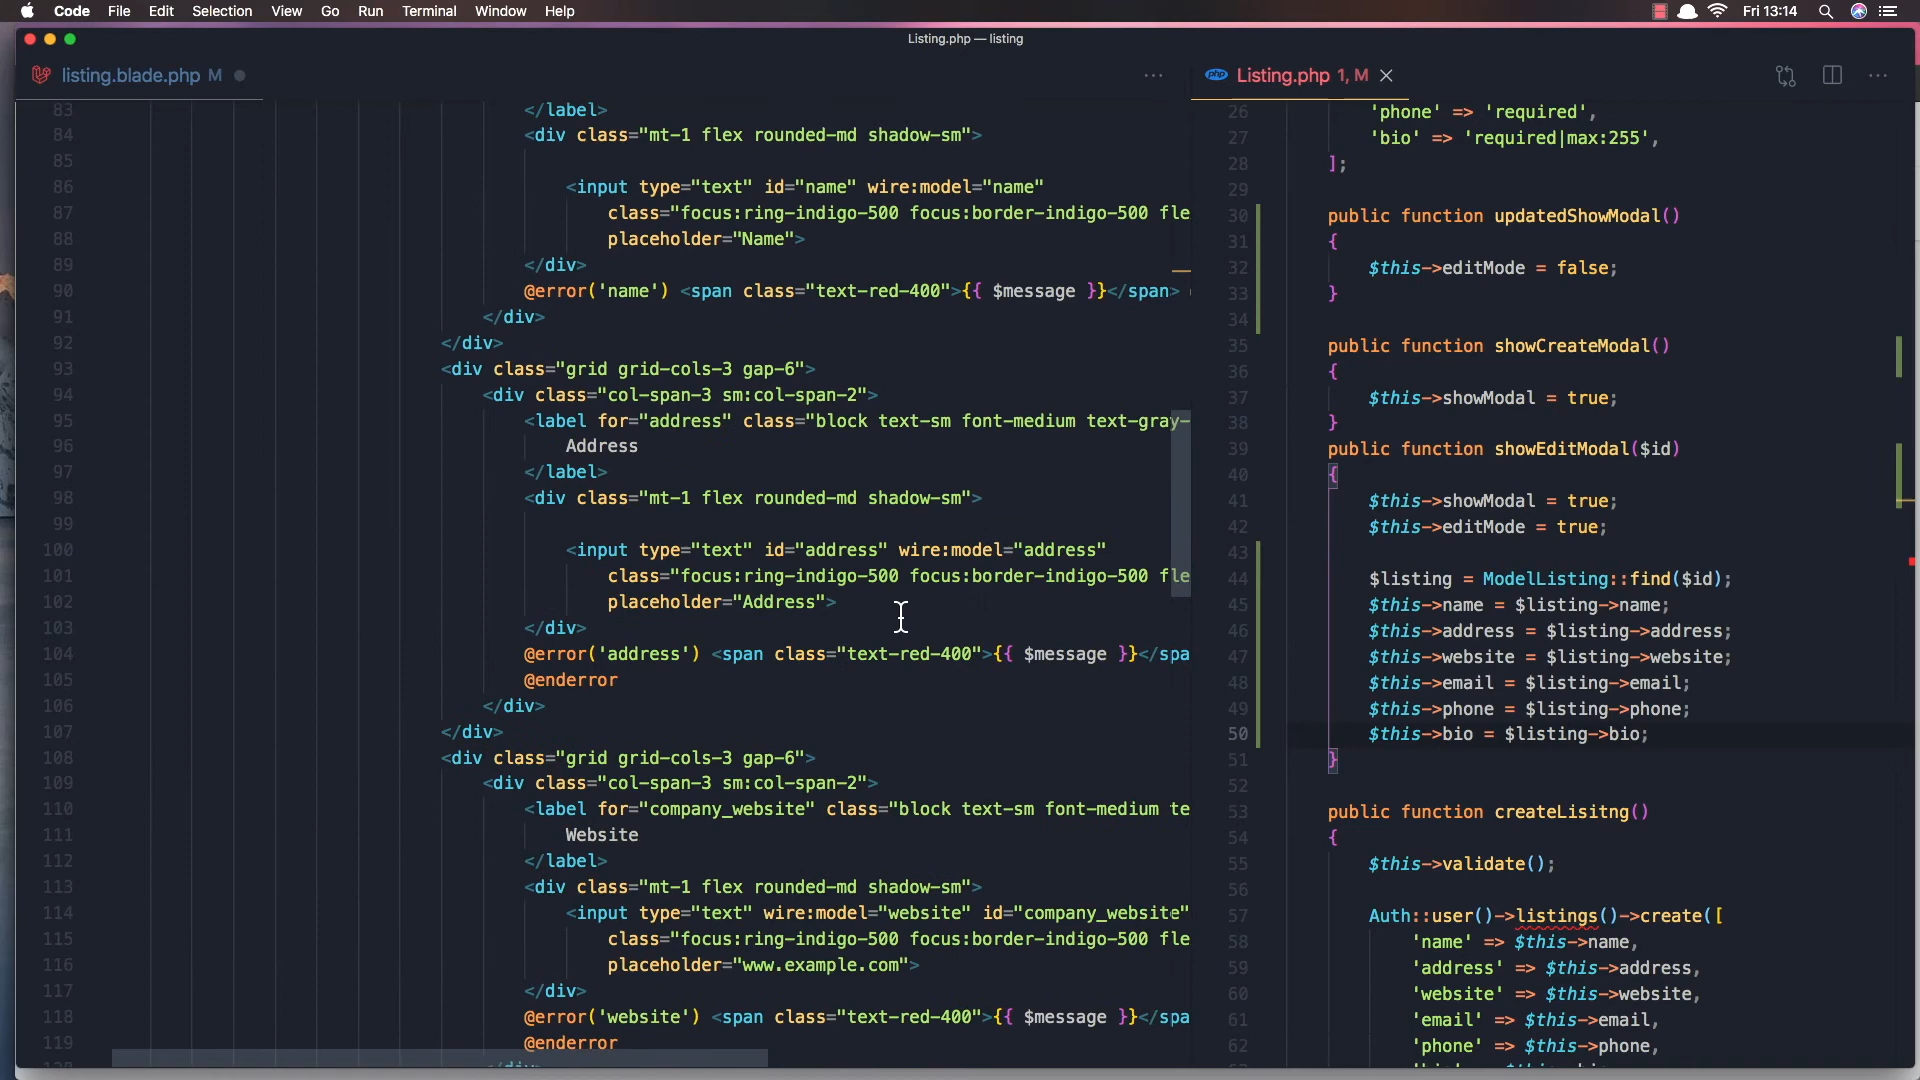 Code File Edit Selection View Go Run Terminal Window Help Fri 13:14
Listing.php — listing
listing.blade.php M
83 </label>
84 <div class="mt-1 flex rounded-md shadow-sm">
85
86 <input type="text" id="name" wire:model="name"
87 class="focus:ring-indigo-500 focus:border-indigo-500 fle
88 placeholder="Name">
89 </div>
90 @error('name') <span class="text-red-400">{{ $message }}</span>
91 </div>
92 </div>
93 <div class="grid grid-cols-3 gap-6">
94 <div class="col-span-3 sm:col-span-2">
95 <label for="address" class="block text-sm font-medium text-gray-
96 Address
97 </label>
98 <div class="mt-1 flex rounded-md shadow-sm">
99
100 <input type="text" id="address" wire:model="address"
101 class="focus:ring-indigo-500 focus:border-indigo-500 fle
102 placeholder="Address">
103 </div>
104 @error('address') <span class="text-red-400">{{ $message }}</spa
105 @enderror
106 </div>
107 </div>
108 <div class="grid grid-cols-3 gap-6">
109 <div class="col-span-3 sm:col-span-2">
110 <label for="company_website" class="block text-sm font-medium te
111 Website
112 </label>
113 <div class="mt-1 flex rounded-md shadow-sm">
114 <input type="text" wire:model="website" id="company_website"
115 class="focus:ring-indigo-500 focus:border-indigo-500 fle
116 placeholder="www.example.com">
117 </div>
118 @error('website') <span class="text-red-400">{{ $message }}</spa
119 @enderror
php Listing.php 1, M
26 'phone' => 'required',
27 'bio' => 'required|max:255',
28 ];
29
30 public function updatedShowModal()
31 {
32 $this->editMode = false;
33 }
34
35 public function showCreateModal()
36 {
37 $this->showModal = true;
38 }
39 public function showEditModal($id)
40 {
41 $this->showModal = true;
42 $this->editMode = true;
43
44 $listing = ModelListing::find($id);
45 $this->name = $listing->name;
46 $this->address = $listing->address;
47 $this->website = $listing->website;
48 $this->email = $listing->email;
49 $this->phone = $listing->phone;
50 $this->bio = $listing->bio;
51 }
52
53 public function createLisitng()
54 {
55 $this->validate();
56
57 Auth::user()->listings()->create([
58 'name' => $this->name,
59 'address' => $this->address,
60 'website' => $this->website,
61 'email' => $this->email,
62 'phone' => $this->phone,